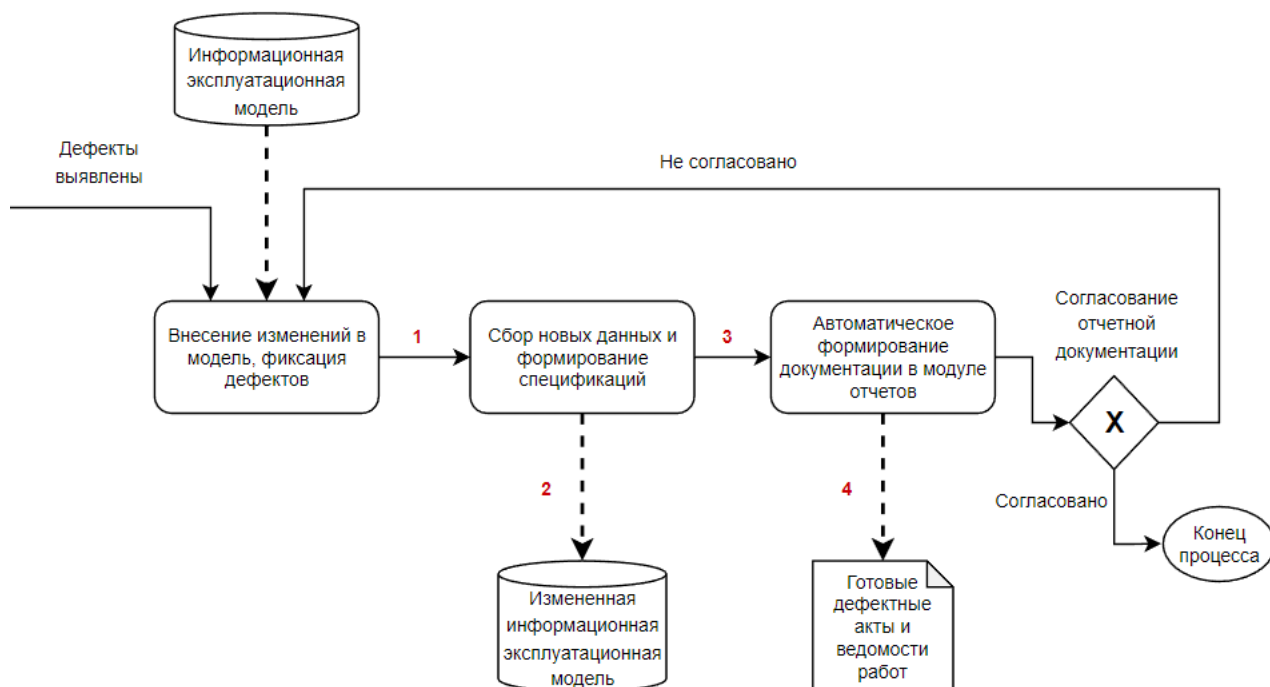 Информационная
эксплуатационная
модель
Дефекты
выявлены
Не согласовано
Внесение изменений в
модель, фиксация
дефектов
1
Сбор новых данных и
формирование
спецификаций
3
Автоматическое
формирование
документации в модуле
отчетов
Согласование
отчетной
документации
X
2
4
Согласовано
Конец
процесса
Измененная
информационная
эксплуатационная
модель
Готовые
дефектные
акты и
ведомости
работ